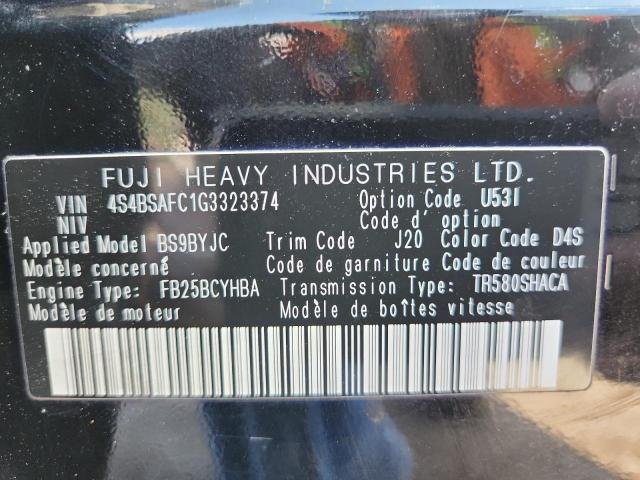 FUJI HEAVY INDUSTRIES LTD.
VIN 4S4BSAFC1G3323374 Option Code U53I
NIV Code d' option
Applied Model BS9BYJC Trim Code J20 Color Code D4S
Modèle concerné Code de garniture Code de couleur
Engine Type: FB25BCYHBA Transmission Type: TR580SHACA
Modèle de moteur Modèle de boîtes vitesse